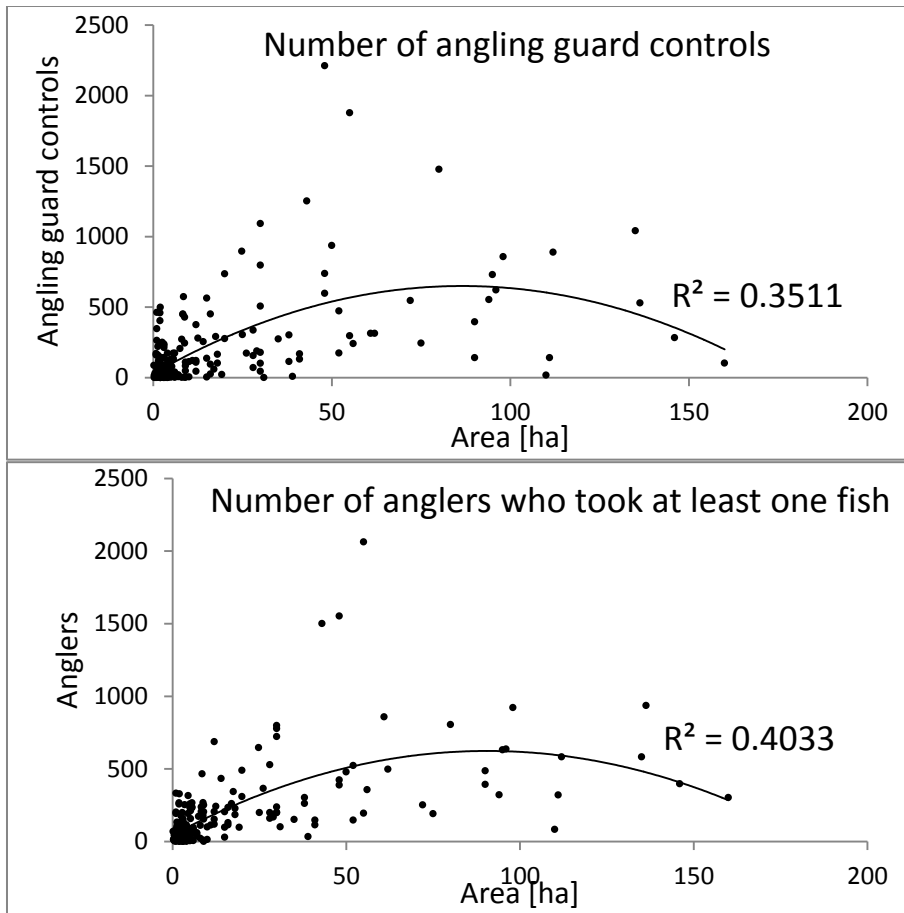 Number of angling guard controls
2500
2000
1500
1000
500
0
Angling guard controls
R² = 0.3511
0 50 100 150 200
Area [ha]
Number of anglers who took at least one fish
2500
2000
1500
1000
500
0
Anglers
R² = 0.4033
0 50 100 150 200
Area [ha]